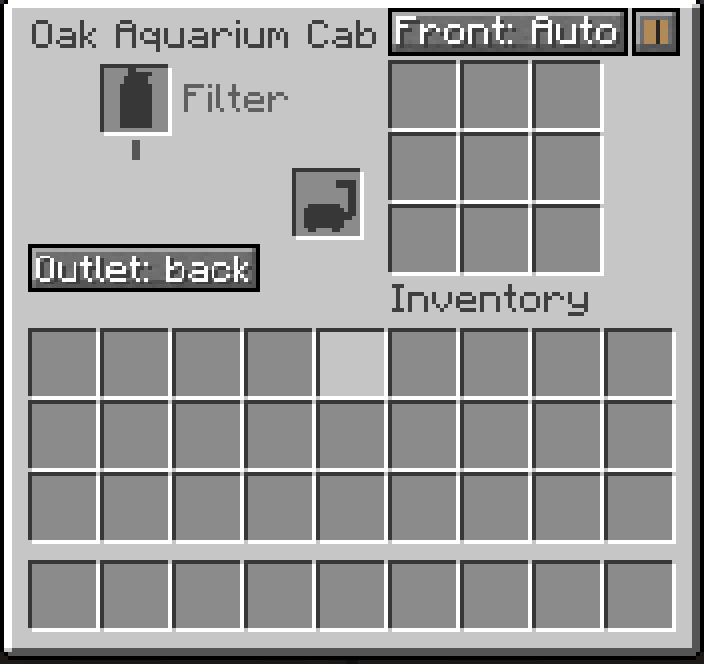 Oak Aquarium Cab
Front: Auto
Filter
Outlet: back
Inventory